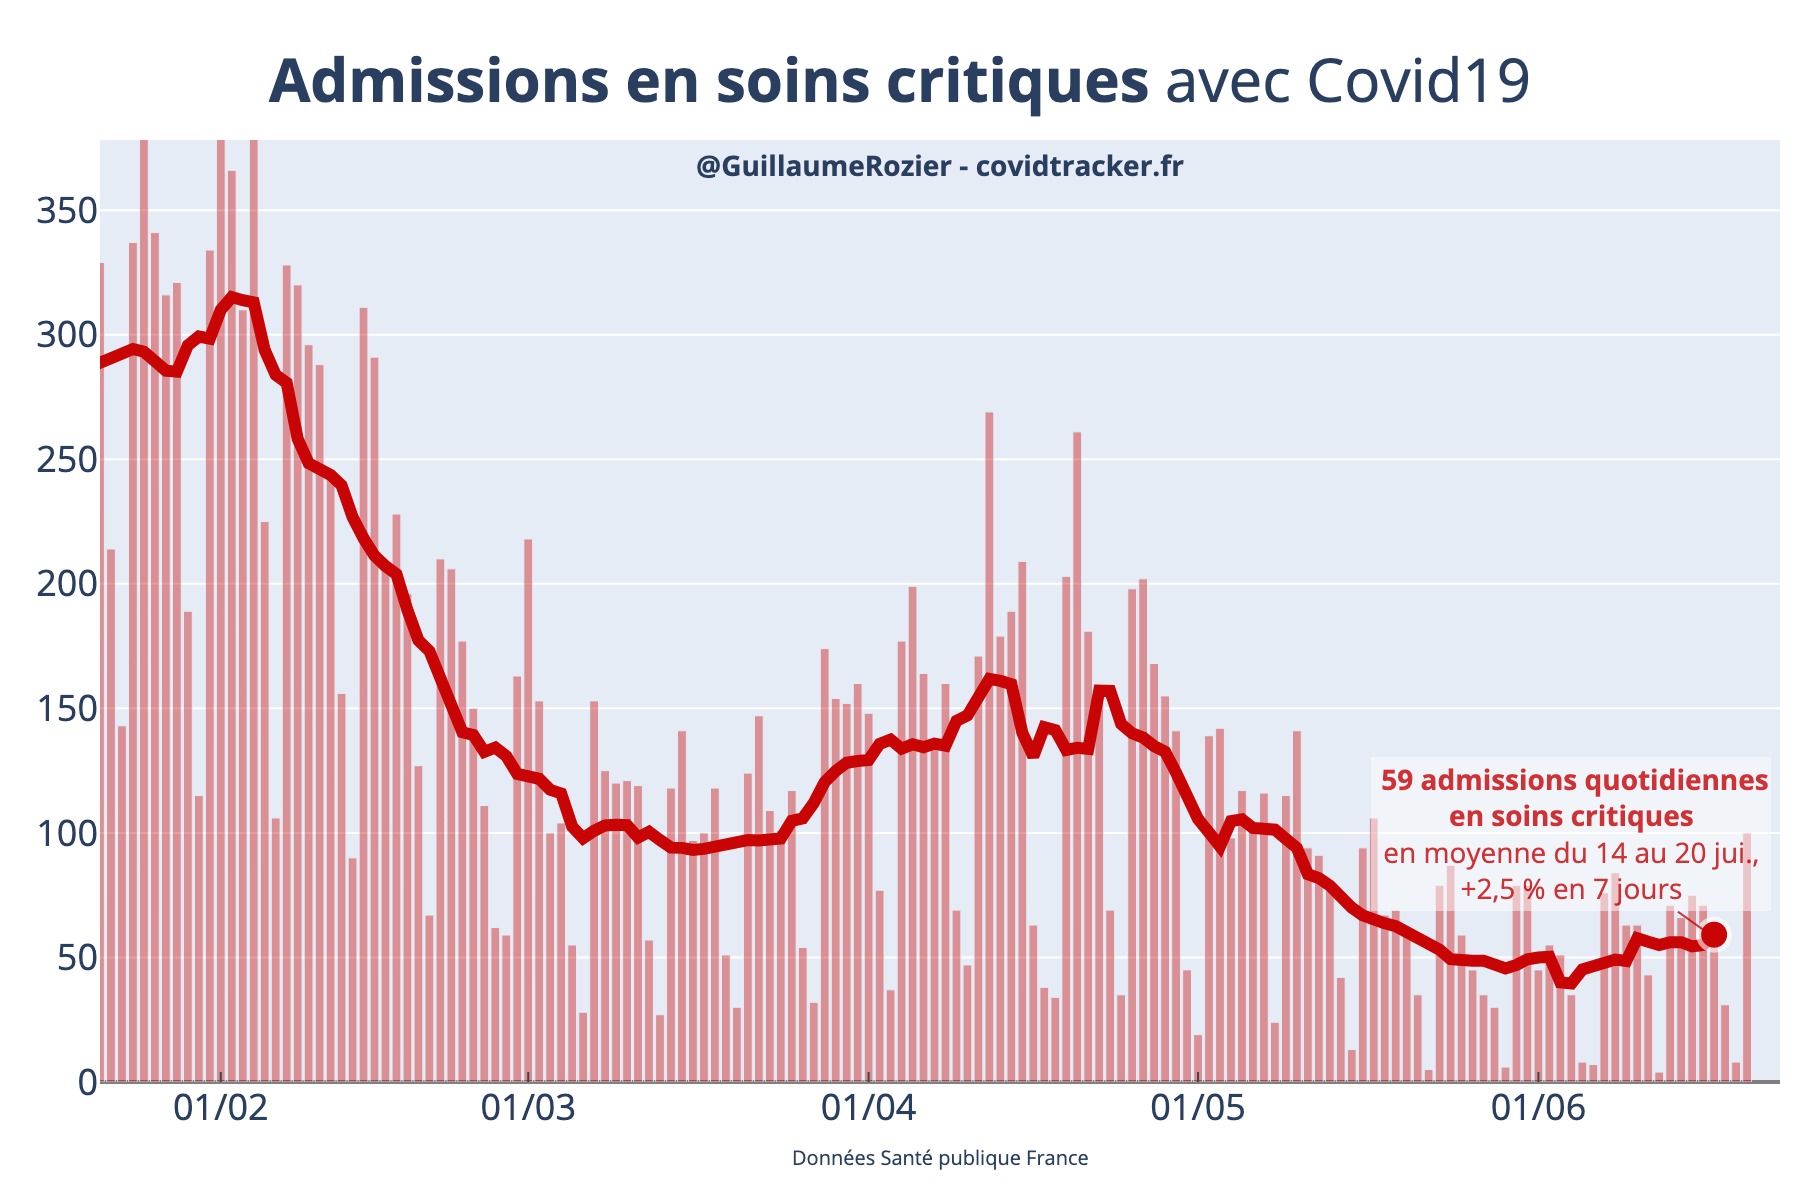 Admissions en soins critiques avec Covid19
@GuillaumeRozier - covidtracker.fr
350
300
250
200
150
100
50
0
59 admissions quotidiennes
en soins critiques
en moyenne du 14 au 20 jui.,
+2,5 % en 7 jours
01/02
01/03
01/04
01/05
01/06
Données Santé publique France